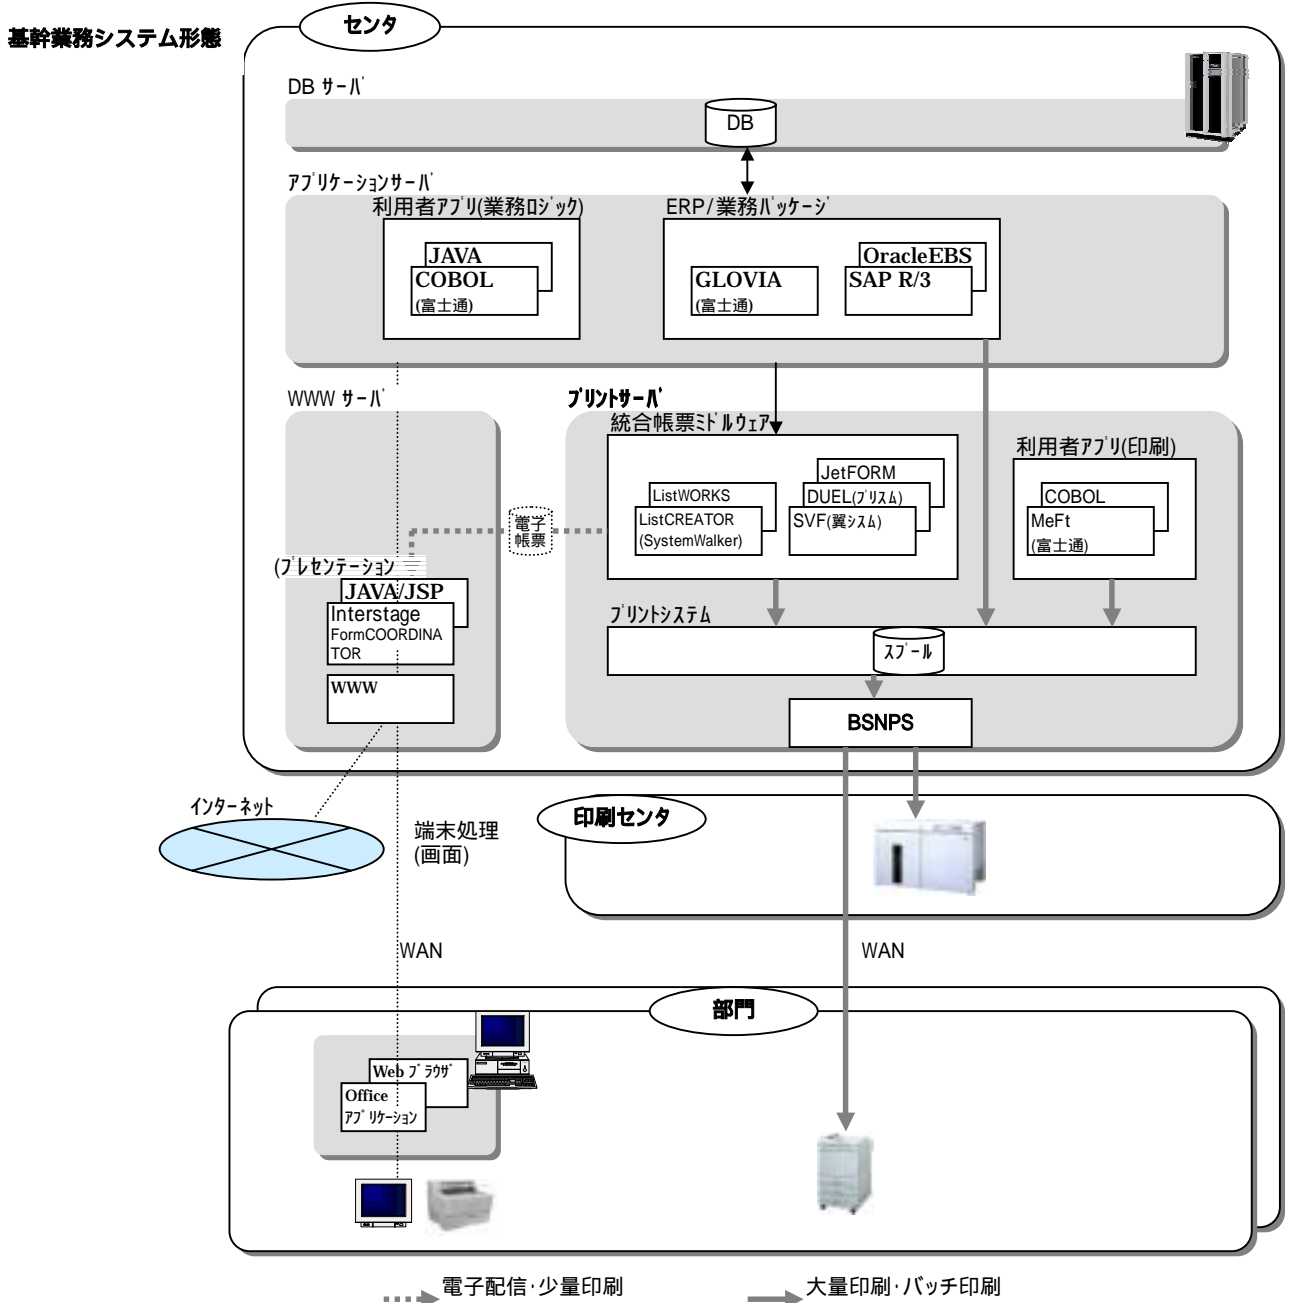 基幹業務システム形態
センタ
DB ｻｰﾊﾞ
DB
ｱﾌﾟﾘｹｰｼｮﾝｻｰﾊﾞ
利用者ｱﾌﾟﾘ(業務ﾛｼﾞｯｸ)
ERP/業務ﾊﾟｯｹｰｼﾞ
JAVA
COBOL
(富士通)
GLOVIA
(富士通)
OracleEBS
SAP R/3
WWW ｻｰﾊﾞ
ﾌﾟﾘﾝﾄｻｰﾊﾞ
統合帳票ﾐﾄﾞﾙｳｪｱ
利用者ｱﾌﾟﾘ(印刷)
ListWORKS
ListCREATOR
(SystemWalker)
JetFORM
DUEL(ﾌﾟﾘｽﾑ)
SVF(翼ｼｽﾑ)
COBOL
MeFt
(富士通)
電子
帳票
(ﾌﾟﾚｾﾝﾃｰｼｮﾝ
JAVA/JSP
Interstage
FormCOORDINA
TOR
WWW
ﾌﾟﾘﾝﾄｼｽﾃﾑ
ｽﾌﾟｰﾙ
BSNPS
ｲﾝﾀｰﾈｯﾄ
端末処理
(画面)
印刷センタ
WAN
WAN
部門
Web ﾌﾞﾗｳｻﾞ
Office
ｱﾌﾟﾘｹｰｼｮﾝ
電子配信･少量印刷
大量印刷･バッチ印刷